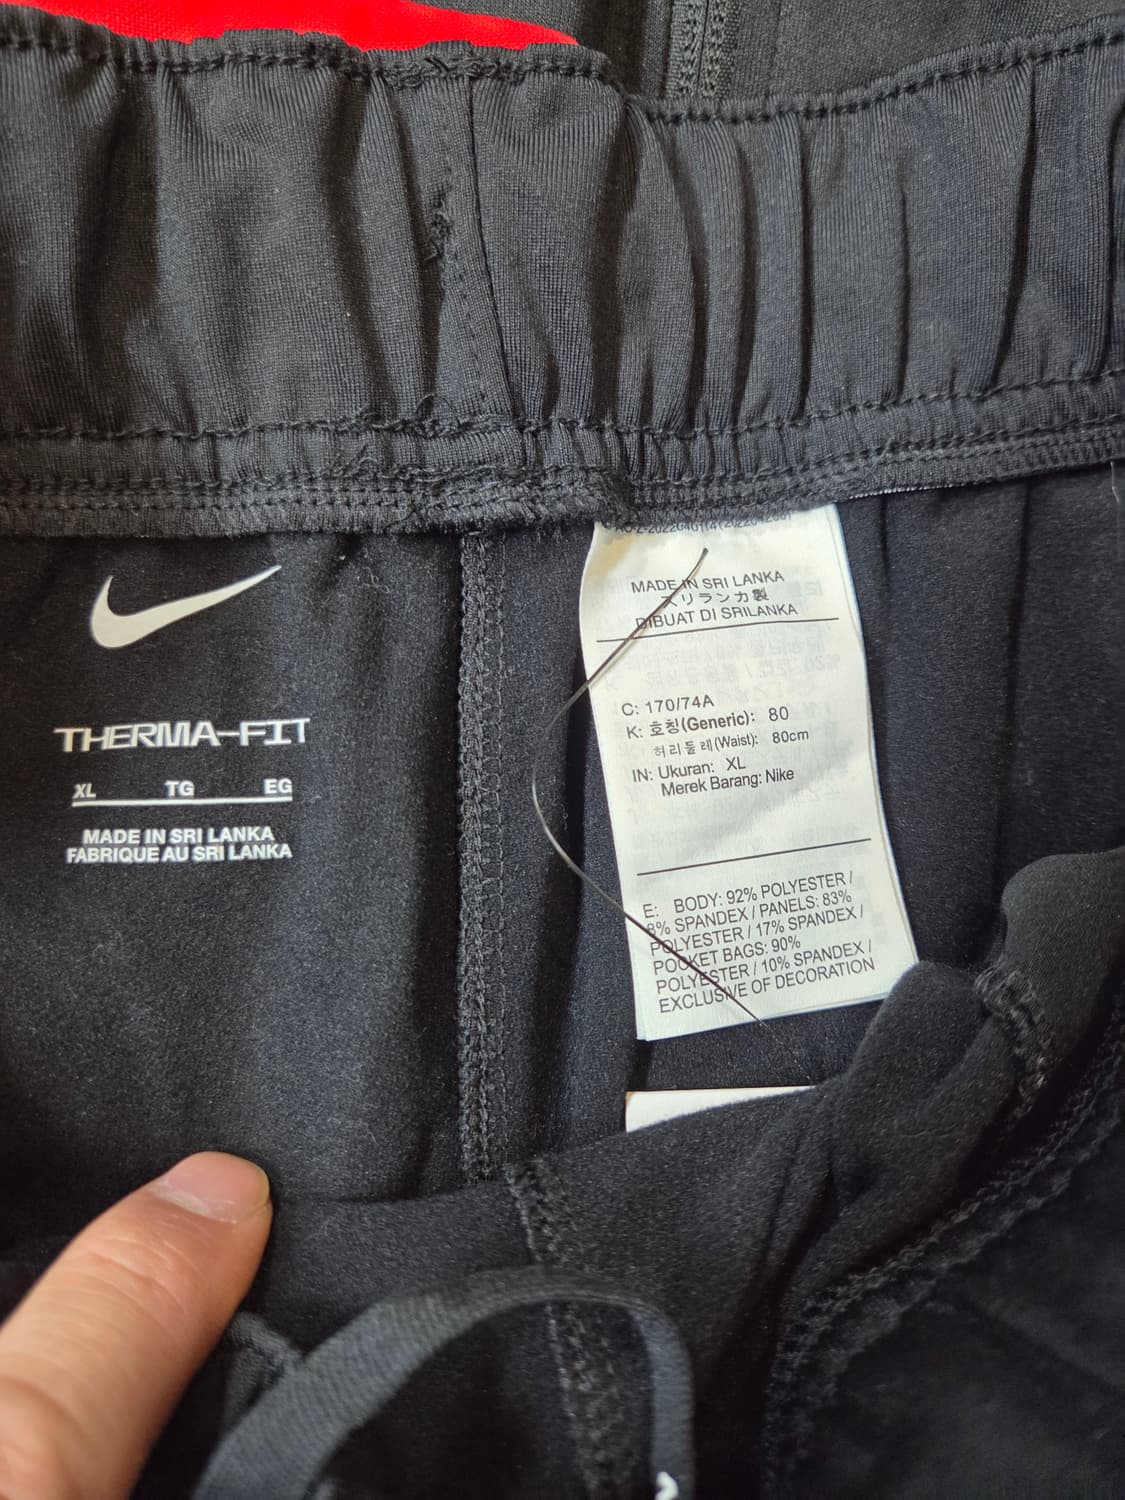 THERMA-FIT
XL TG EG
MADE IN SRI LANKA
FABRIQUE AU SRI LANKA
MADE IN SRI LANKA
スリランカ製
DIBUAT DI SRILANKA
C: 170/74A
K: 호칭(Generic): 80
허리둘레(Waist): 80cm
IN: Ukuran: XL
Merek Barang: Nike
E: BODY: 92% POLYESTER /
8% SPANDEX / PANELS: 83%
POLYESTER / 17% SPANDEX /
POCKET BAGS: 90%
POLYESTER / 10% SPANDEX /
EXCLUSIVE OF DECORATION